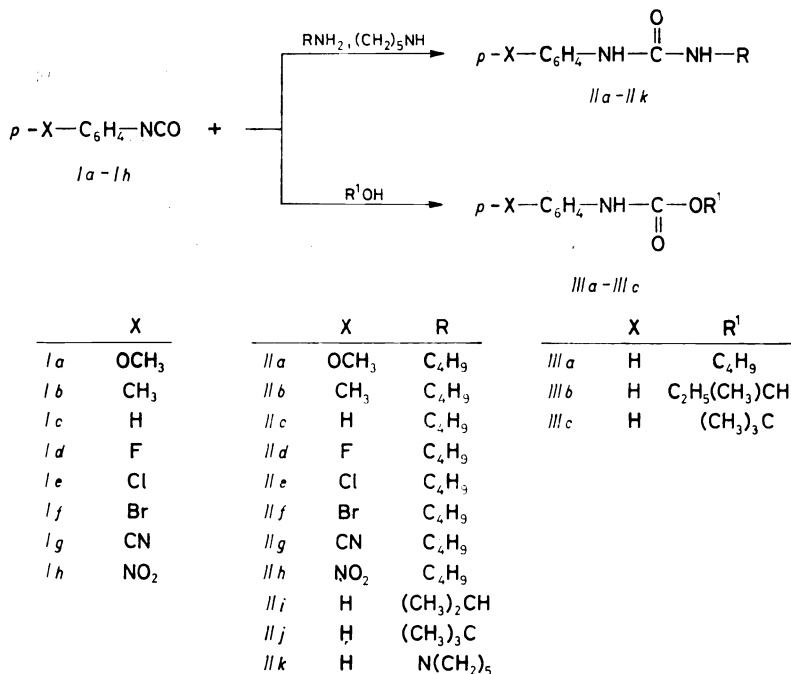 RNH₂, (CH₂)₅NH
p-X—C₆H₄—NH—C—NH—R
O
IIa-IIk
p-X—C₆H₄—NCO +
Ia-Ih
R¹OH
p-X—C₆H₄—NH—C—OR¹
O
IIIa-IIIc
X X R X R¹
Ia OCH₃ IIa OCH₃ C₄H₉ IIIa H C₄H₉
Ib CH₃ IIb CH₃ C₄H₉ IIIb H C₂H₅(CH₃)CH
Ic H IIc H C₄H₉ IIIc H (CH₃)₃C
Id F IId F C₄H₉
Ie Cl IIe Cl C₄H₉
If Br IIf Br C₄H₉
Ig CN IIg CN C₄H₉
Ih NO₂ IIh NO₂ C₄H₉
IIi H (CH₃)₂CH
IIj H (CH₃)₃C
IIk H N(CH₂)₅